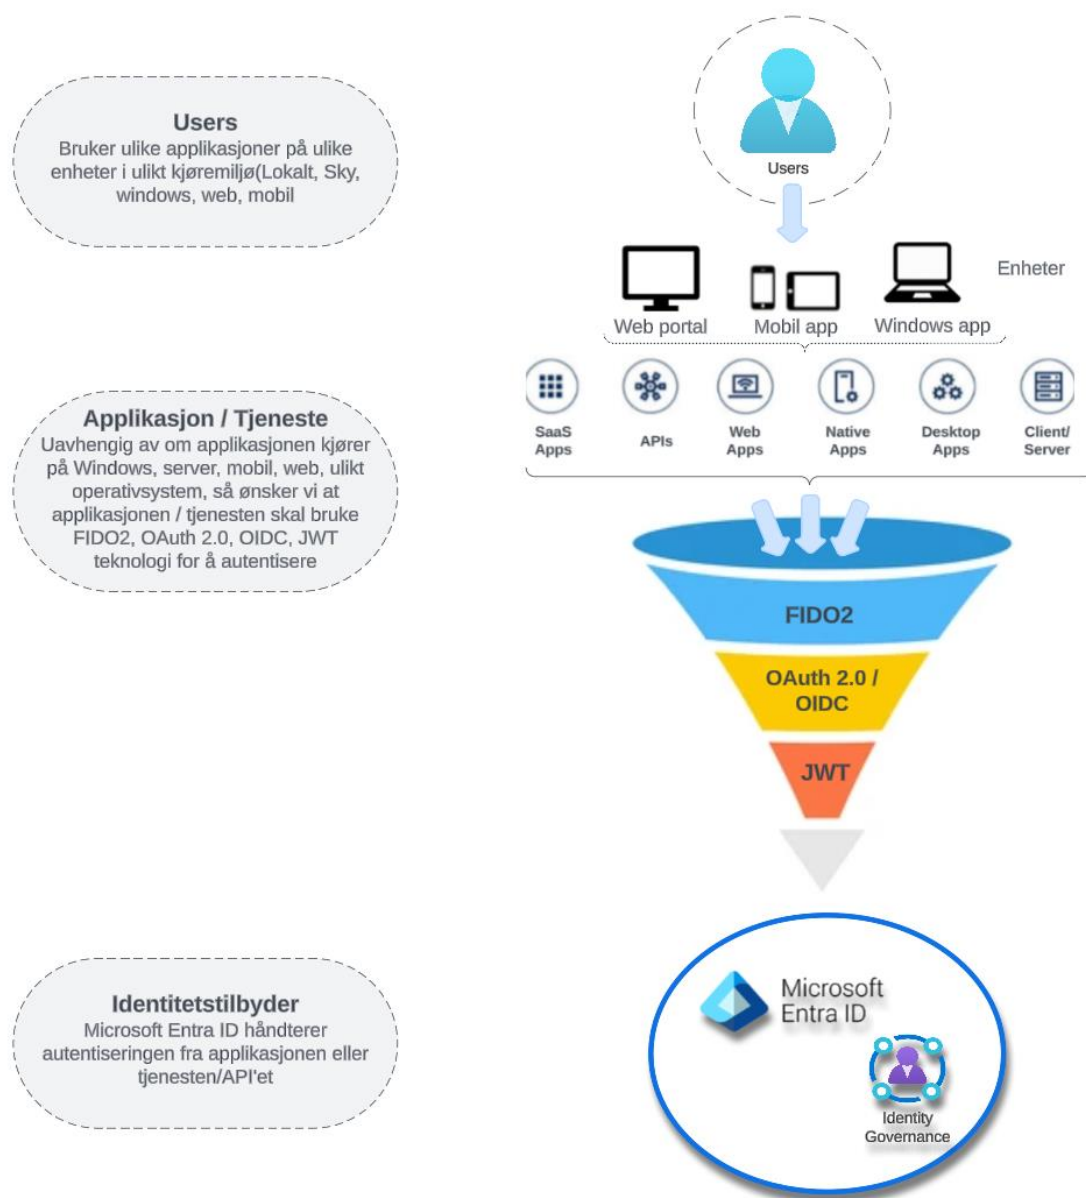 Users
Bruker ulike applikasjoner på ulike
enheter i ulikt kjøremiljø(Lokalt, Sky,
windows, web, mobil
Users
Enheter
Web portal
Mobil app
Windows app
SaaS
Apps
APIs
Web
Apps
Native
Apps
Desktop
Apps
Client/
Server
Applikasjon / Tjeneste
Uavhengig av om applikasjonen kjører
på Windows, server, mobil, web, ulikt
operativsystem, så ønsker vi at
applikasjonen / tjenesten skal bruke
FIDO2, OAuth 2.0, OIDC, JWT
teknologi for å autentisere
FIDO2
OAuth 2.0 /
OIDC
JWT
Identitetstilbyder
Microsoft Entra ID håndterer
autentiseringen fra applikasjonen eller
tjenesten/API'et
Microsoft
Entra ID
Identity
Governance